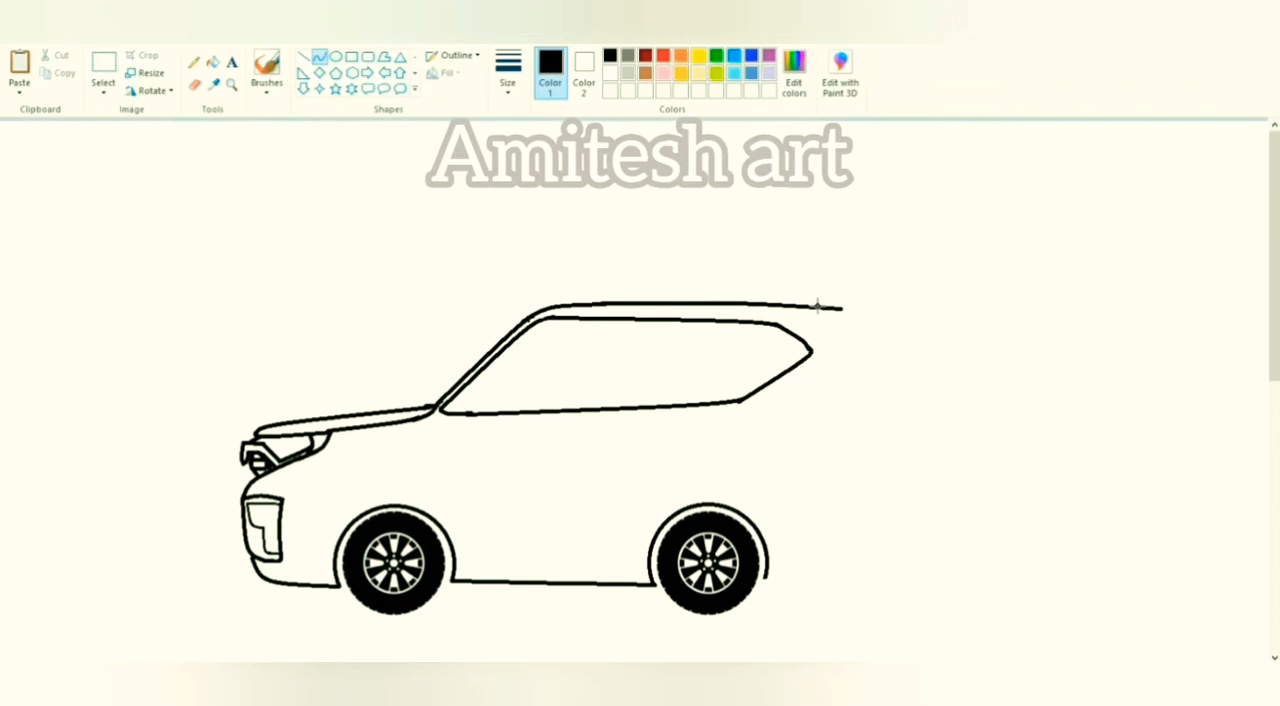 Cut
Copy
Paste
Clipboard
Select
Crop
Resize
Rotate
Image
A
Tools
Brushes
Outline
Fill
Shapes
Size
Color 1
Color 2
Edit colors
Edit with Paint 3D
Colors
Amitesh art